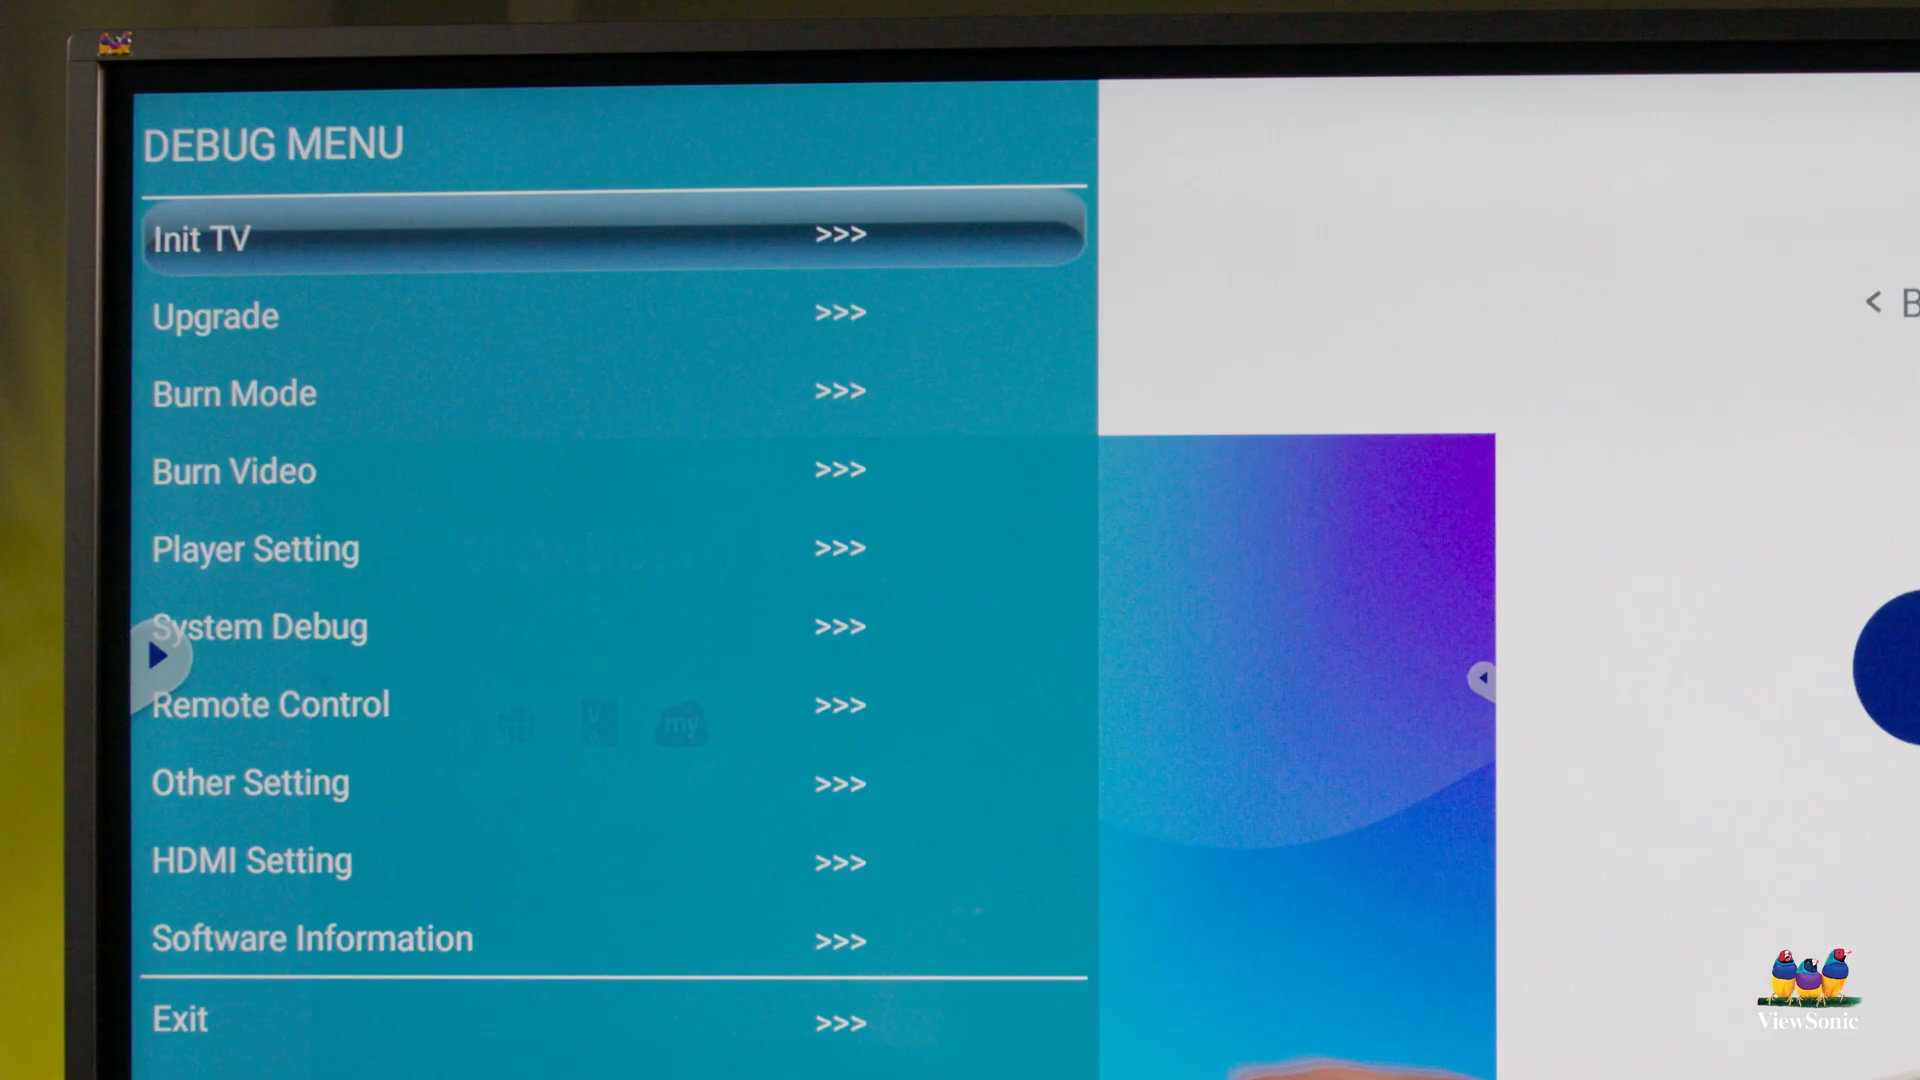 DEBUG MENU
Init TV >>>
Upgrade >>>
Burn Mode >>>
Burn Video >>>
Player Setting >>>
System Debug >>>
Remote Control >>>
my
Other Setting >>>
HDMI Setting >>>
Software Information >>>
Exit >>>
< B
ViewSonic